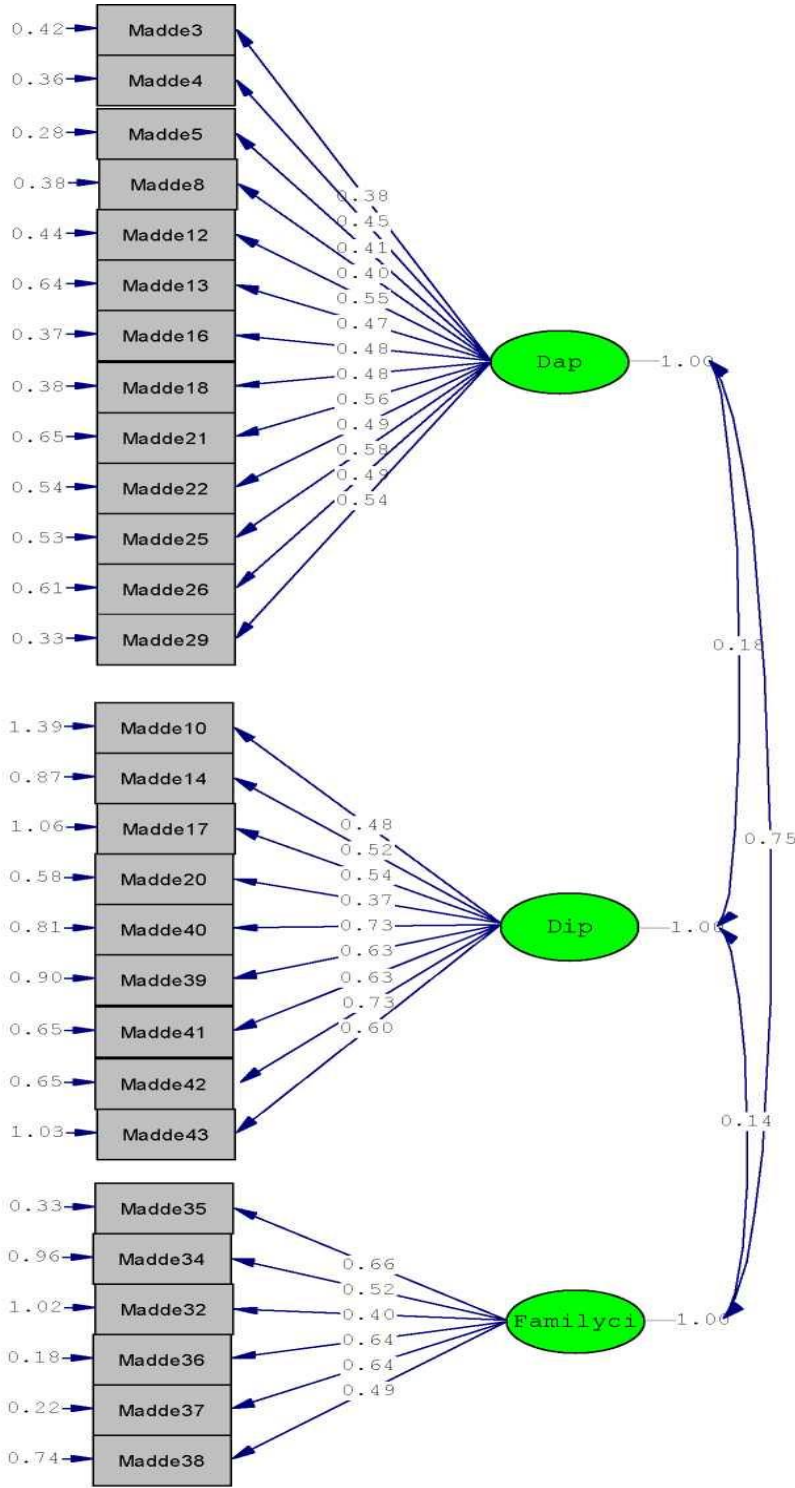 0.42 Madde3
0.36 Madde4
0.28 Madde5
0.38 Madde8
0.44 Madde12
0.64 Madde13
0.37 Madde16
0.38 Madde18
0.65 Madde21
0.54 Madde22
0.53 Madde25
0.61 Madde26
0.33 Madde29
0.38
0.45
0.41
0.40
0.55
0.47
0.48
0.48
0.56
0.49
0.58
0.49
0.54
Dap 1.00
0.18
0.75
1.39 Madde10
0.87 Madde14
1.06 Madde17
0.58 Madde20
0.81 Madde40
0.90 Madde39
0.65 Madde41
0.65 Madde42
1.03 Madde43
0.48
0.52
0.54
0.37
0.73
0.63
0.63
0.73
0.60
Dip 1.00
0.14
0.33 Madde35
0.96 Madde34
1.02 Madde32
0.18 Madde36
0.22 Madde37
0.74 Madde38
0.66
0.52
0.40
0.64
0.64
0.49
Familyci 1.00